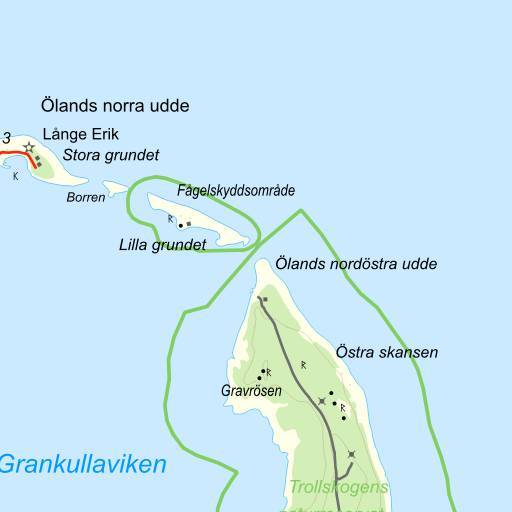 Ölands norra udde
3
Långe Erik
Stora grundet
K
Borren
Fågelskyddsområde
R
Lilla grundet
Ölands nordöstra udde
Östra skansen
R
R
Gravrösen
R
Grankullaviken
Trollskogens